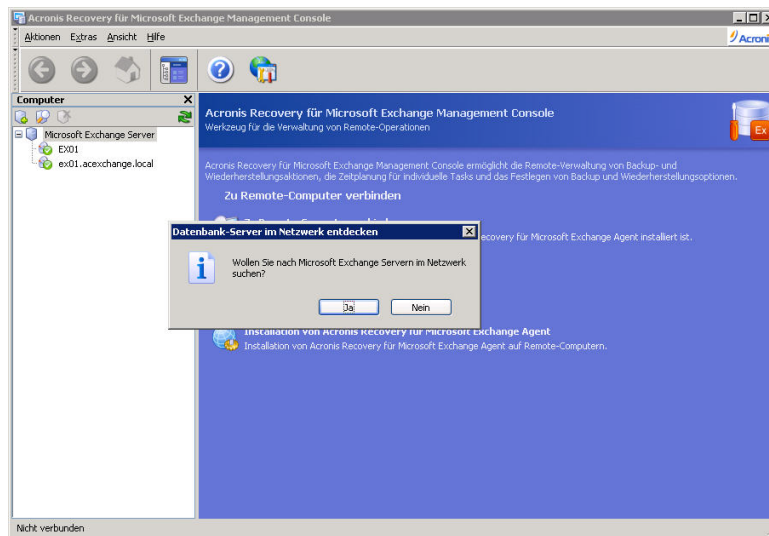 Acronis Recovery für Microsoft Exchange Management Console
Aktionen Extras Ansicht Hilfe
Acroni
Computer
Microsoft Exchange Server
EX01
ex01.acexchange.local
Acronis Recovery für Microsoft Exchange Management Console
Werkzeug für die Verwaltung von Remote-Operationen
Ex
Acronis Recovery für Microsoft Exchange Management Console ermöglicht die Remote-Verwaltung von Backup- und
Wiederherstellungsaktionen, die Zeitplanung für individuelle Tasks und das Festlegen von Backup und Wiederherstellungsoptionen.
Zu Remote-Computer verbinden
Datenbank-Server im Netzwerk entdecken
ecovery für Microsoft Exchange Agent installiert ist.
Wollen Sie nach Microsoft Exchange Servern im Netzwerk
suchen?
Ja Nein
Installation von Acronis Recovery für Microsoft Exchange Agent
Installation von Acronis Recovery für Microsoft Exchange Agent auf Remote-Computern.
Nicht verbunden